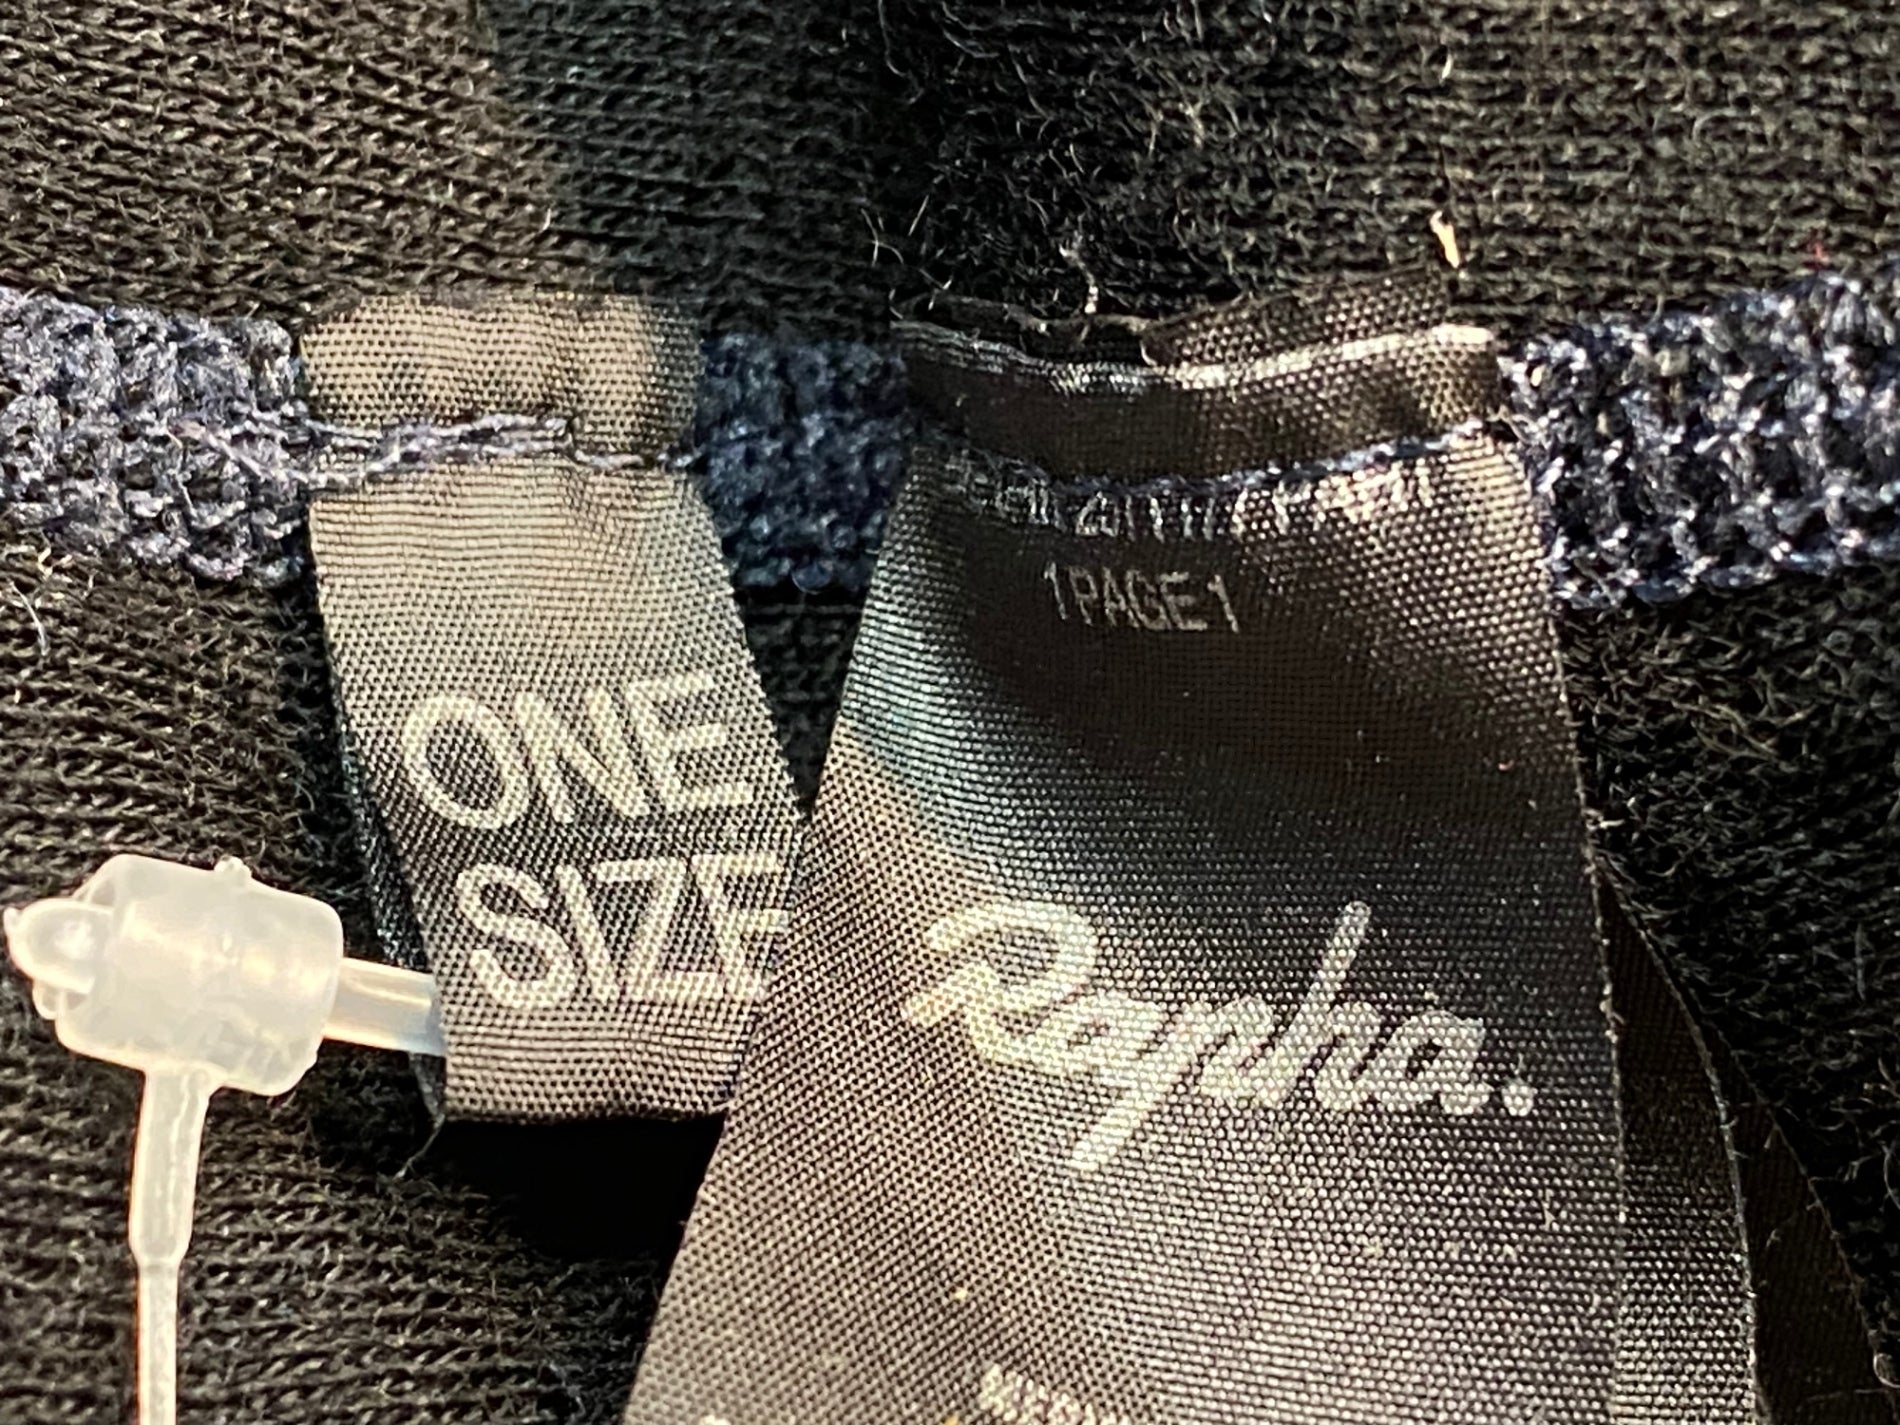 ONE
SIZE
1PAGE1
Rapha.